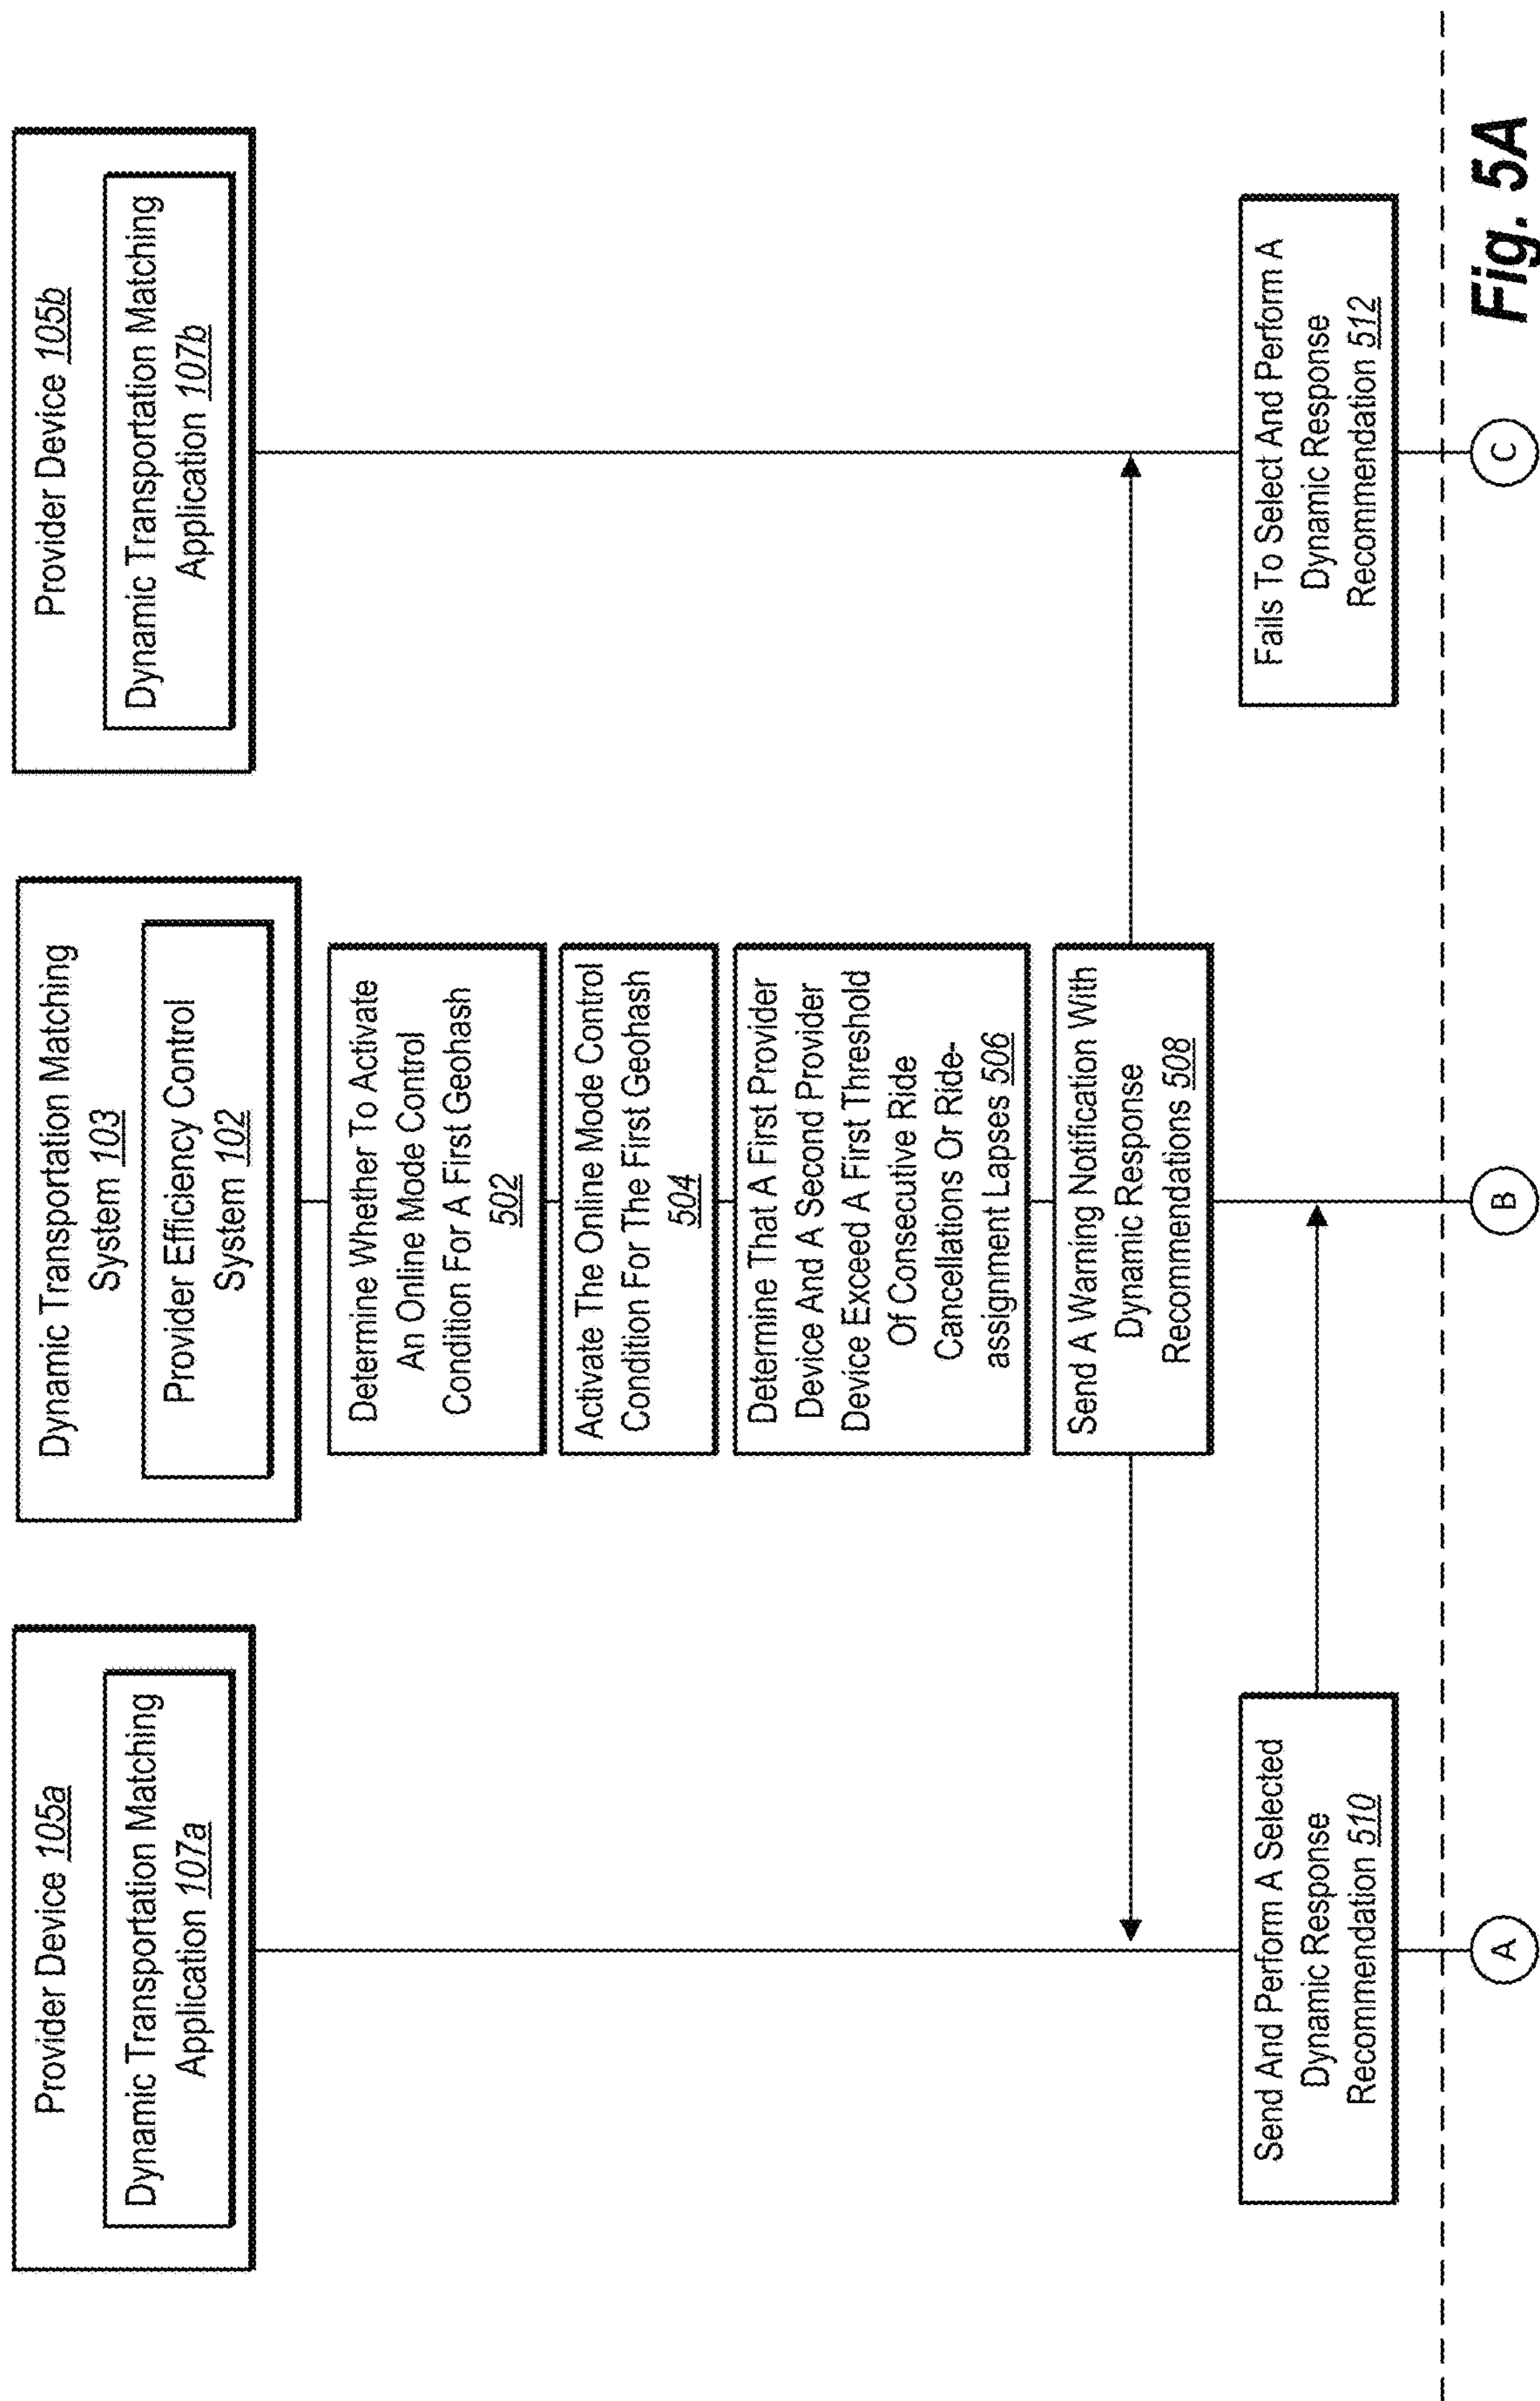 Provider Device 105a
Dynamic Transportation Matching
Application 107a
Dynamic Transportation Matching
System 103
Provider Efficiency Control
System 102
Provider Device 105b
Dynamic Transportation Matching
Application 107b
Determine Whether To Activate
An Online Mode Control
Condition For A First Geohash
502
Activate The Online Mode Control
Condition For The First Geohash
504
Determine That A First Provider
Device And A Second Provider
Device Exceed A First Threshold
Of Consecutive Ride
Cancellations Or Ride-
assignment Lapses 506
Send A Warning Notification With
Dynamic Response
Recommendations 508
Send And Perform A Selected
Dynamic Response
Recommendation 510
Fails To Select And Perform A
Dynamic Response
Recommendation 512
A
B
C
Fig. 5A